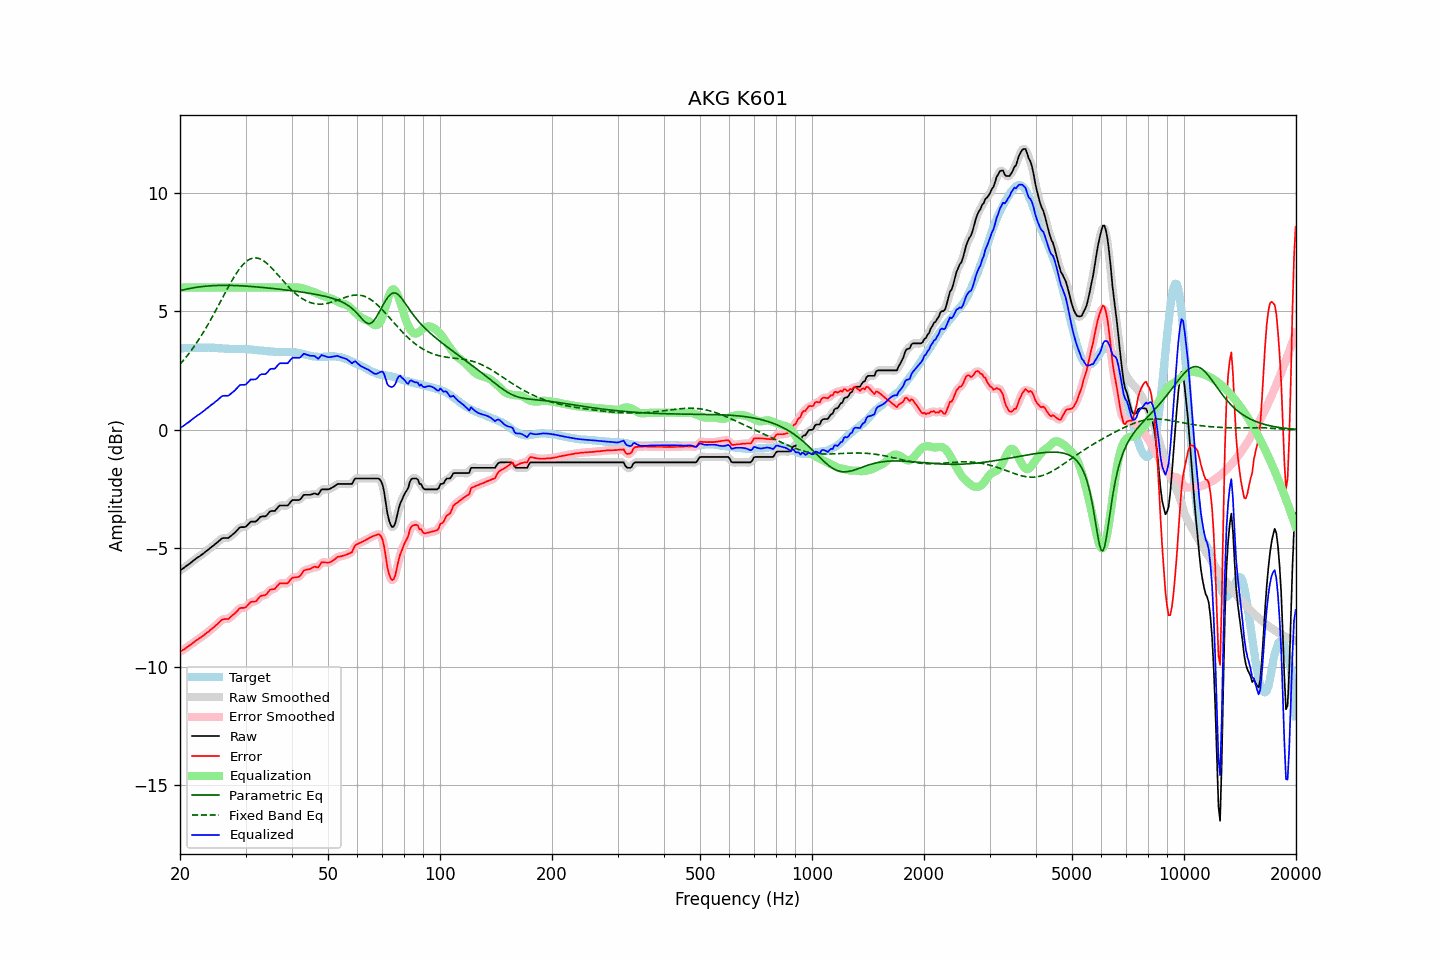 AKG K601
Amplitude (dBr)
10
5
0
−5
−10
−15
Target
Raw Smoothed
Error Smoothed
Raw
Error
Equalization
Parametric Eq
Fixed Band Eq
Equalized
20
50
100
200
500
1000
2000
5000
10000
20000
Frequency (Hz)